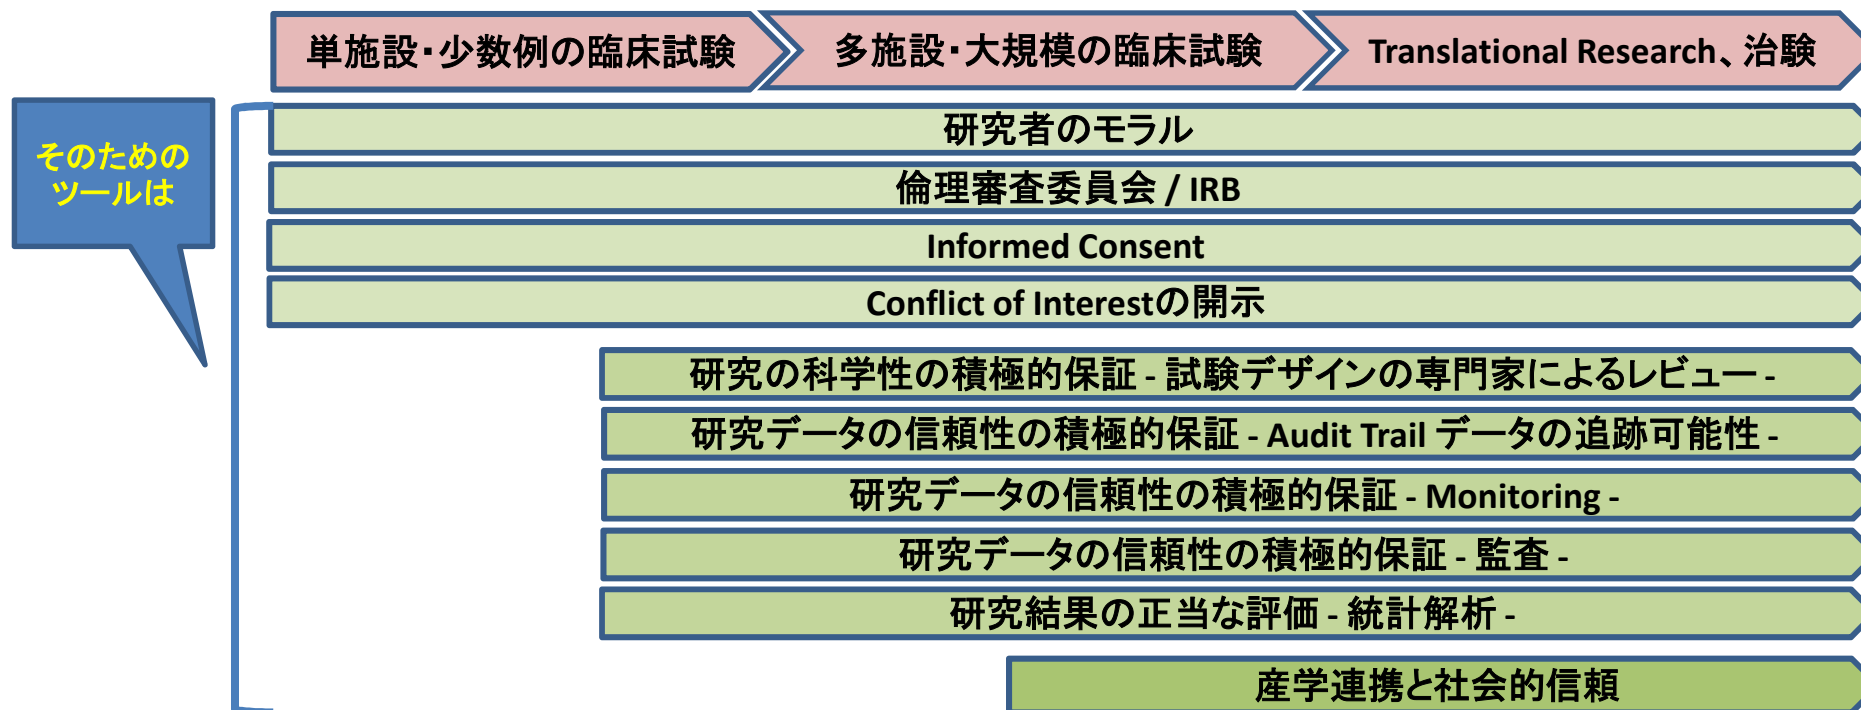 単施設・少数例の臨床試験
多施設・大規模の臨床試験
Translational Research、治験
そのための
ツールは
研究者のモラル
倫理審査委員会 / IRB
Informed Consent
Conflict of Interestの開示
研究の科学性の積極的保証 - 試験デザインの専門家によるレビュー -
研究データの信頼性の積極的保証 - Audit Trail データの追跡可能性 -
研究データの信頼性の積極的保証 - Monitoring -
研究データの信頼性の積極的保証 - 監査 -
研究結果の正当な評価 - 統計解析 -
産学連携と社会的信頼